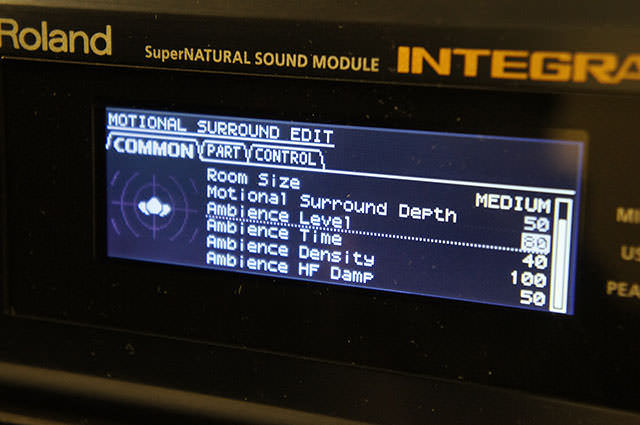 Roland
SuperNATURAL SOUND MODULE
INTEGRA
MOTIONAL SURROUND EDIT
COMMON PART CONTROL
Room Size MEDIUM
Motional Surround Depth 50
Ambience Level 80
Ambience Time 40
Ambience Density 100
Ambience HF Damp 50